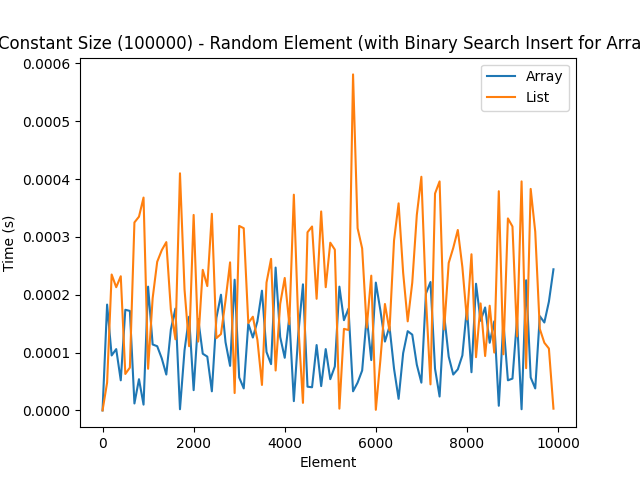 Constant Size (100000) - Random Element (with Binary Search Insert for Arra
0.0006
0.0005
0.0004
0.0003
0.0002
0.0001
0.0000
Time (s)
Array
List
0 2000 4000 6000 8000 10000
Element